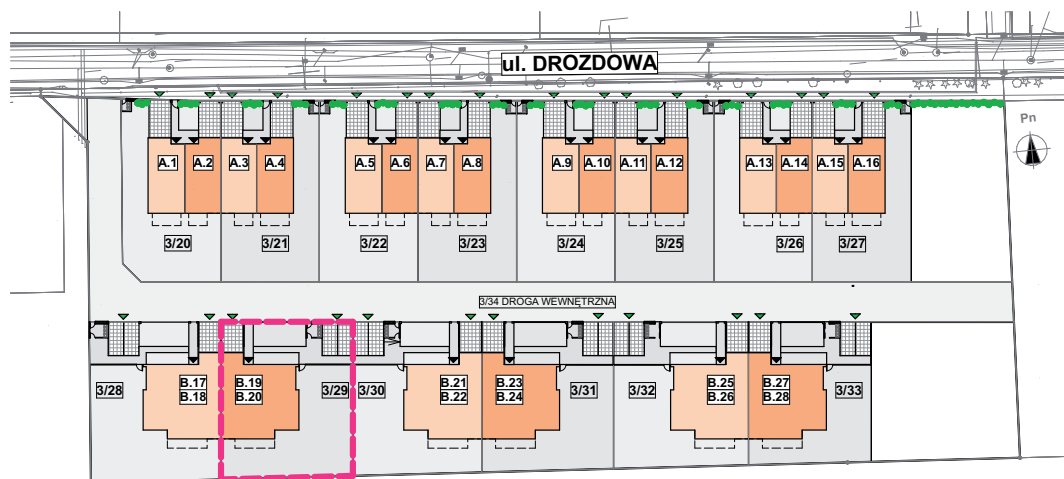 ul. DROZDOWA
Pn
A.1 A.2 A.3 A.4 A.5 A.6 A.7 A.8 A.9 A.10 A.11 A.12 A.13 A.14 A.15 A.16
3/20 3/21 3/22 3/23 3/24 3/25 3/26 3/27
3/34 DROGA WEWNĘTRZNA
3/28 B.17 B.19 3/29 3/30 B.21 B.23 3/31 3/32 B.25 B.27 3/33
B.18 B.20 B.22 B.24 B.26 B.28